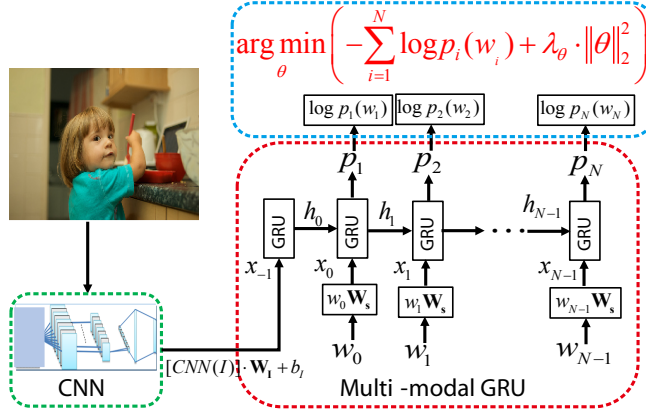 arg min θ ( − ∑ i=1 N log p_i(w_i) + λ_θ · ‖θ‖₂² )
log p₁(w₁) log p₂(w₂) log p_N(w_N)
p₁ p₂ p_N
h₀ h₁ h_{N−1}
GRU GRU GRU GRU
x₋₁ x₀ x₁ x_{N−1}
w₀W_s w₁W_s w_{N−1}W_s
w₀ w₁ w_{N−1}
[CNN(I)]·W_I + b_I
CNN
Multi -modal GRU